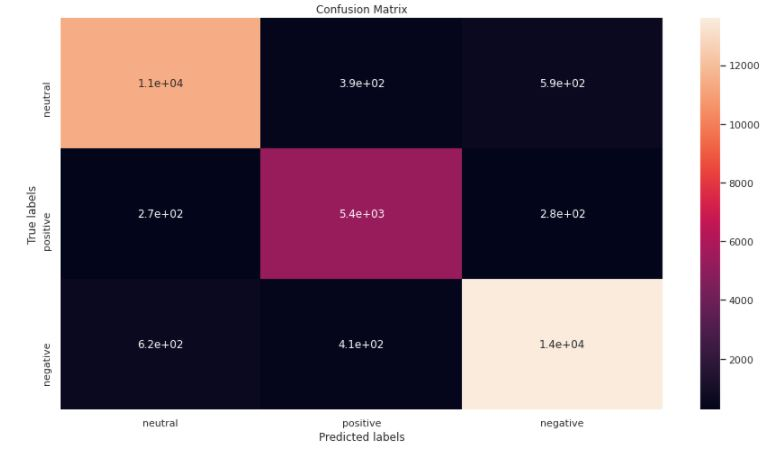 Confusion Matrix
True labels
neutral
1.1e+04
3.9e+02
5.9e+02
positive
2.7e+02
5.4e+03
2.8e+02
negative
6.2e+02
4.1e+02
1.4e+04
neutral
positive
negative
Predicted labels
12000
10000
8000
6000
4000
2000